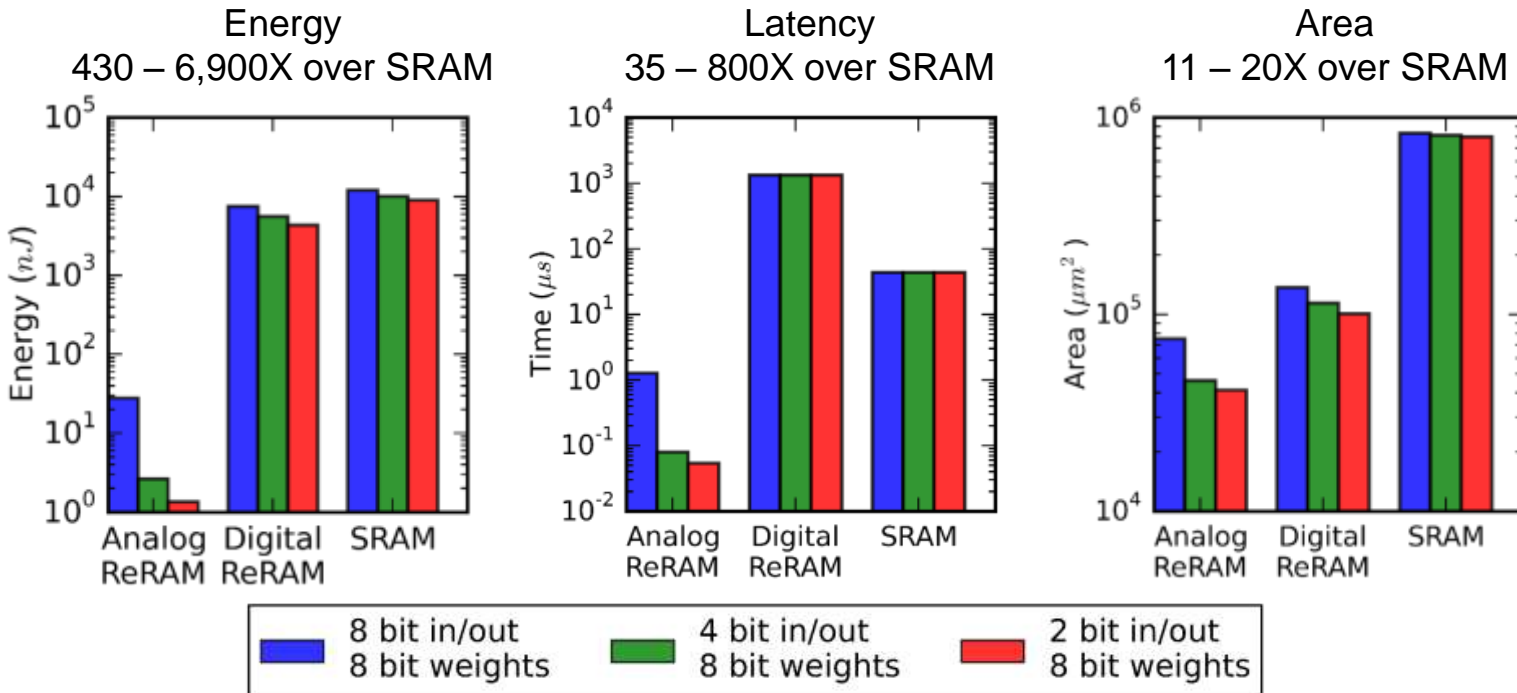 Energy
430 – 6,900X over SRAM
Energy (nJ)
10^5
10^4
10^3
10^2
10^1
10^0
Analog
ReRAM
Digital
ReRAM
SRAM
Latency
35 – 800X over SRAM
Time (μs)
10^4
10^3
10^2
10^1
10^0
10^-1
10^-2
Analog
ReRAM
Digital
ReRAM
SRAM
Area
11 – 20X over SRAM
Area (μm^2)
10^6
10^5
10^4
Analog
ReRAM
Digital
ReRAM
SRAM
8 bit in/out
8 bit weights
4 bit in/out
8 bit weights
2 bit in/out
8 bit weights